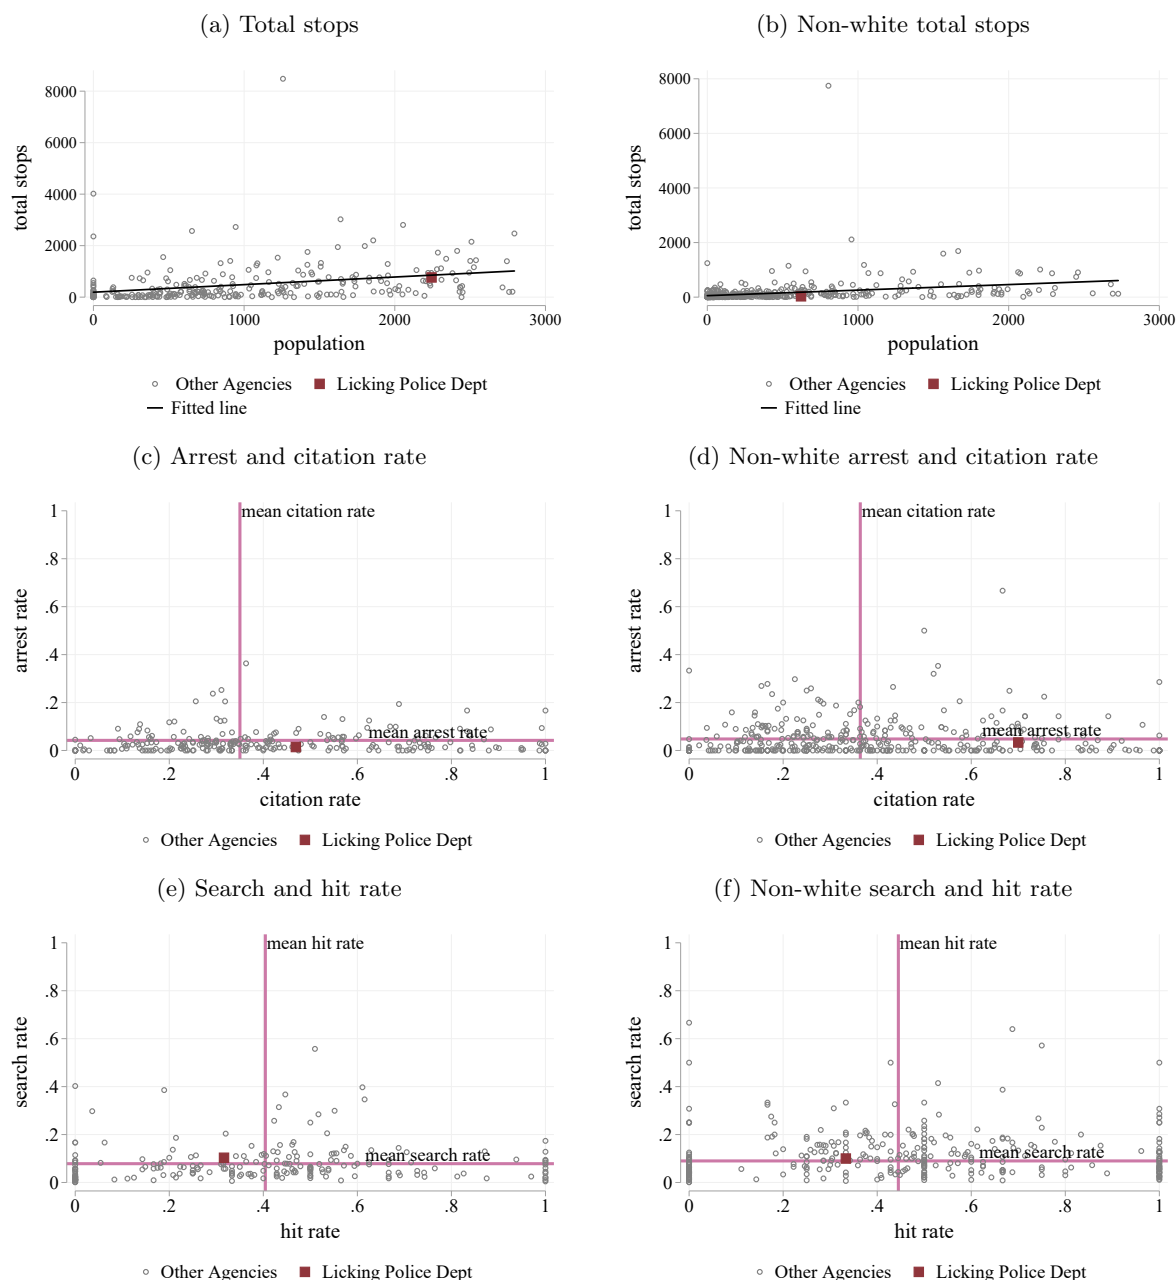 (a) Total stops
(b) Non-white total stops
8000
6000
4000
2000
0
total stops
0 1000 2000 3000
population
Other Agencies Licking Police Dept
Fitted line
8000
6000
4000
2000
0
total stops
0 1000 2000 3000
population
Other Agencies Licking Police Dept
Fitted line
(c) Arrest and citation rate
(d) Non-white arrest and citation rate
1
.8
.6
.4
.2
0
arrest rate
mean citation rate
mean arrest rate
0 .2 .4 .6 .8 1
citation rate
Other Agencies Licking Police Dept
1
.8
.6
.4
.2
0
arrest rate
mean citation rate
mean arrest rate
0 .2 .4 .6 .8 1
citation rate
Other Agencies Licking Police Dept
(e) Search and hit rate
(f) Non-white search and hit rate
1
.8
.6
.4
.2
0
search rate
mean hit rate
mean search rate
0 .2 .4 .6 .8 1
hit rate
Other Agencies Licking Police Dept
1
.8
.6
.4
.2
0
search rate
mean hit rate
mean search rate
0 .2 .4 .6 .8 1
hit rate
Other Agencies Licking Police Dept